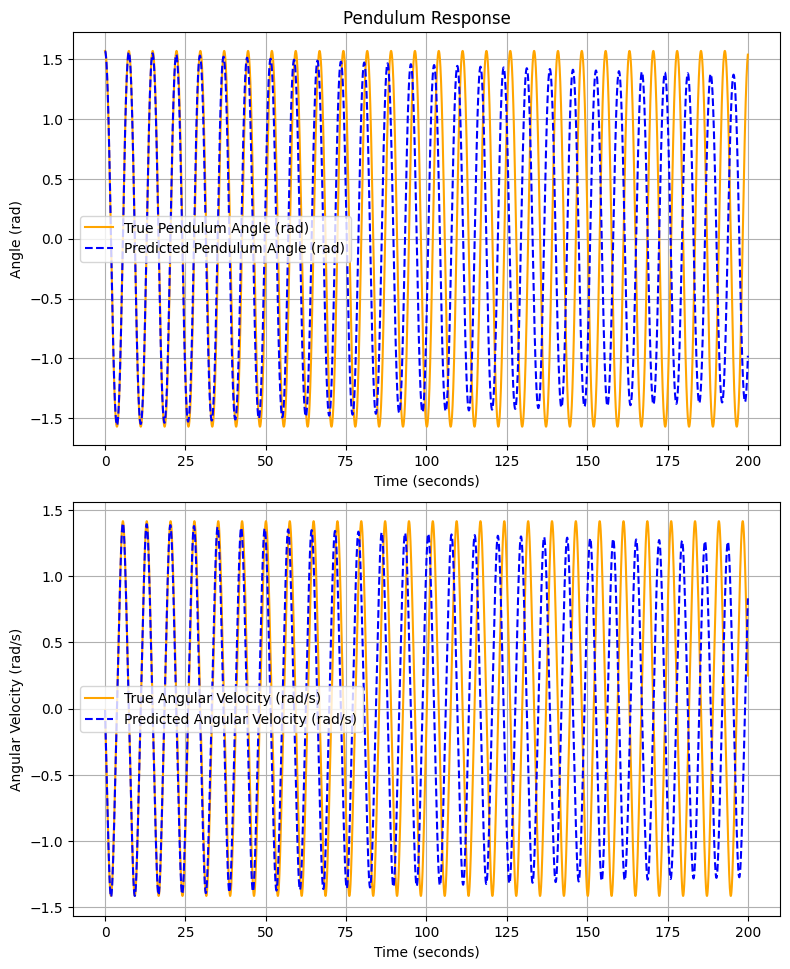 Pendulum Response
Angle (rad)
1.5
1.0
0.5
0.0
−0.5
−1.0
−1.5
True Pendulum Angle (rad)
Predicted Pendulum Angle (rad)
0 25 50 75 100 125 150 175 200
Time (seconds)
Angular Velocity (rad/s)
1.5
1.0
0.5
0.0
−0.5
−1.0
−1.5
True Angular Velocity (rad/s)
Predicted Angular Velocity (rad/s)
0 25 50 75 100 125 150 175 200
Time (seconds)